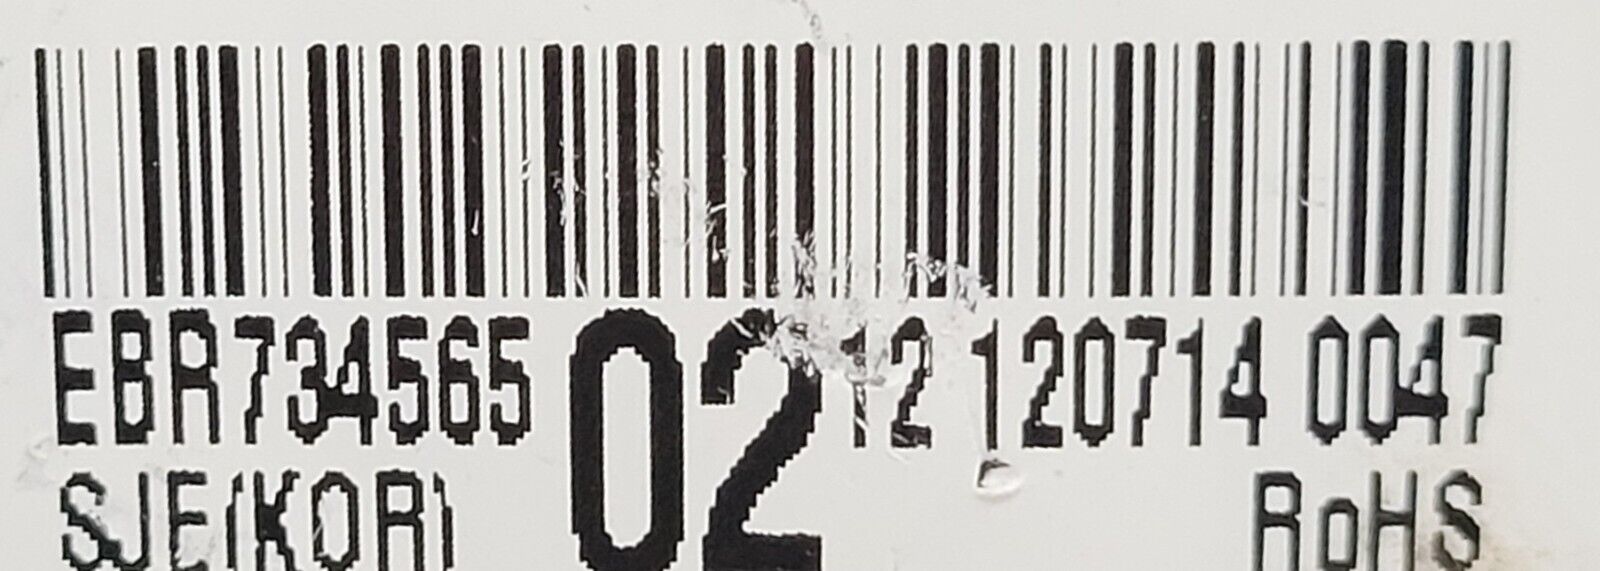 EBR734565 02 12 120714 0047
SJE(KOR) RoHS